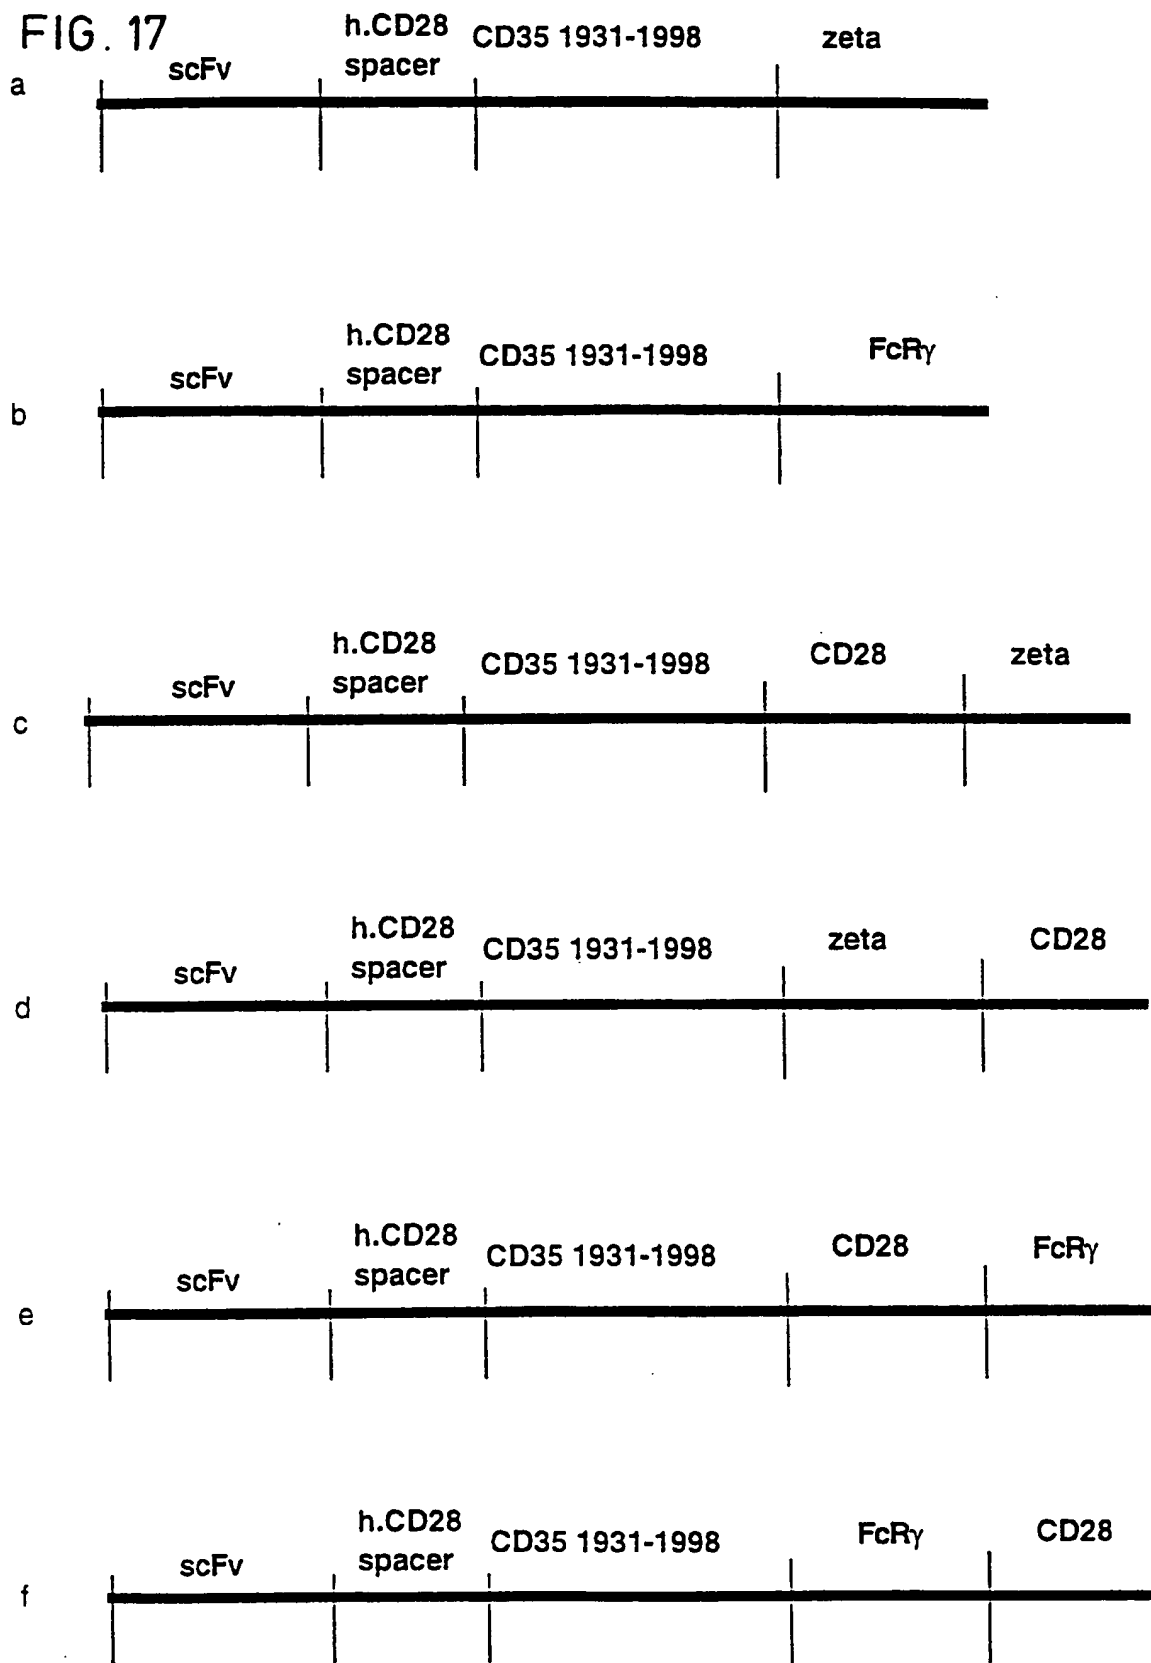 FIG. 17
a
scFv
h.CD28
spacer
CD35 1931-1998
zeta
b
scFv
h.CD28
spacer
CD35 1931-1998
FcRγ
c
scFv
h.CD28
spacer
CD35 1931-1998
CD28
zeta
d
scFv
h.CD28
spacer
CD35 1931-1998
zeta
CD28
e
scFv
h.CD28
spacer
CD35 1931-1998
CD28
FcRγ
f
scFv
h.CD28
spacer
CD35 1931-1998
FcRγ
CD28